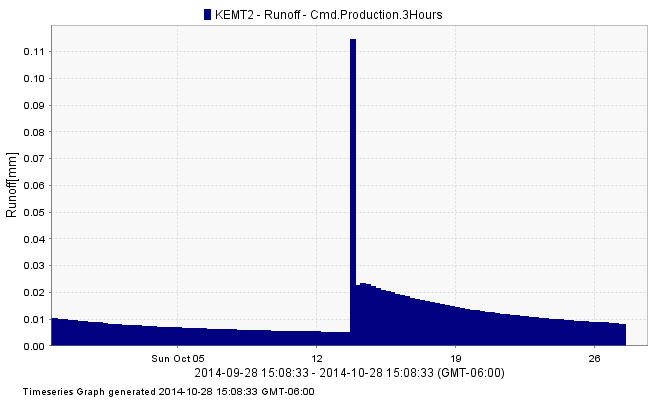 KEMT2 - Runoff - Cmd.Production.3Hours
0.11
0.10
0.09
0.08
0.07
0.06
0.05
0.04
0.03
0.02
0.01
0.00
Runoff[mm]
Sun Oct 05 12 19 26
2014-09-28 15:08:33 - 2014-10-28 15:08:33 (GMT-06:00)
Timeseries Graph generated 2014-10-28 15:08:33 GMT-06:00